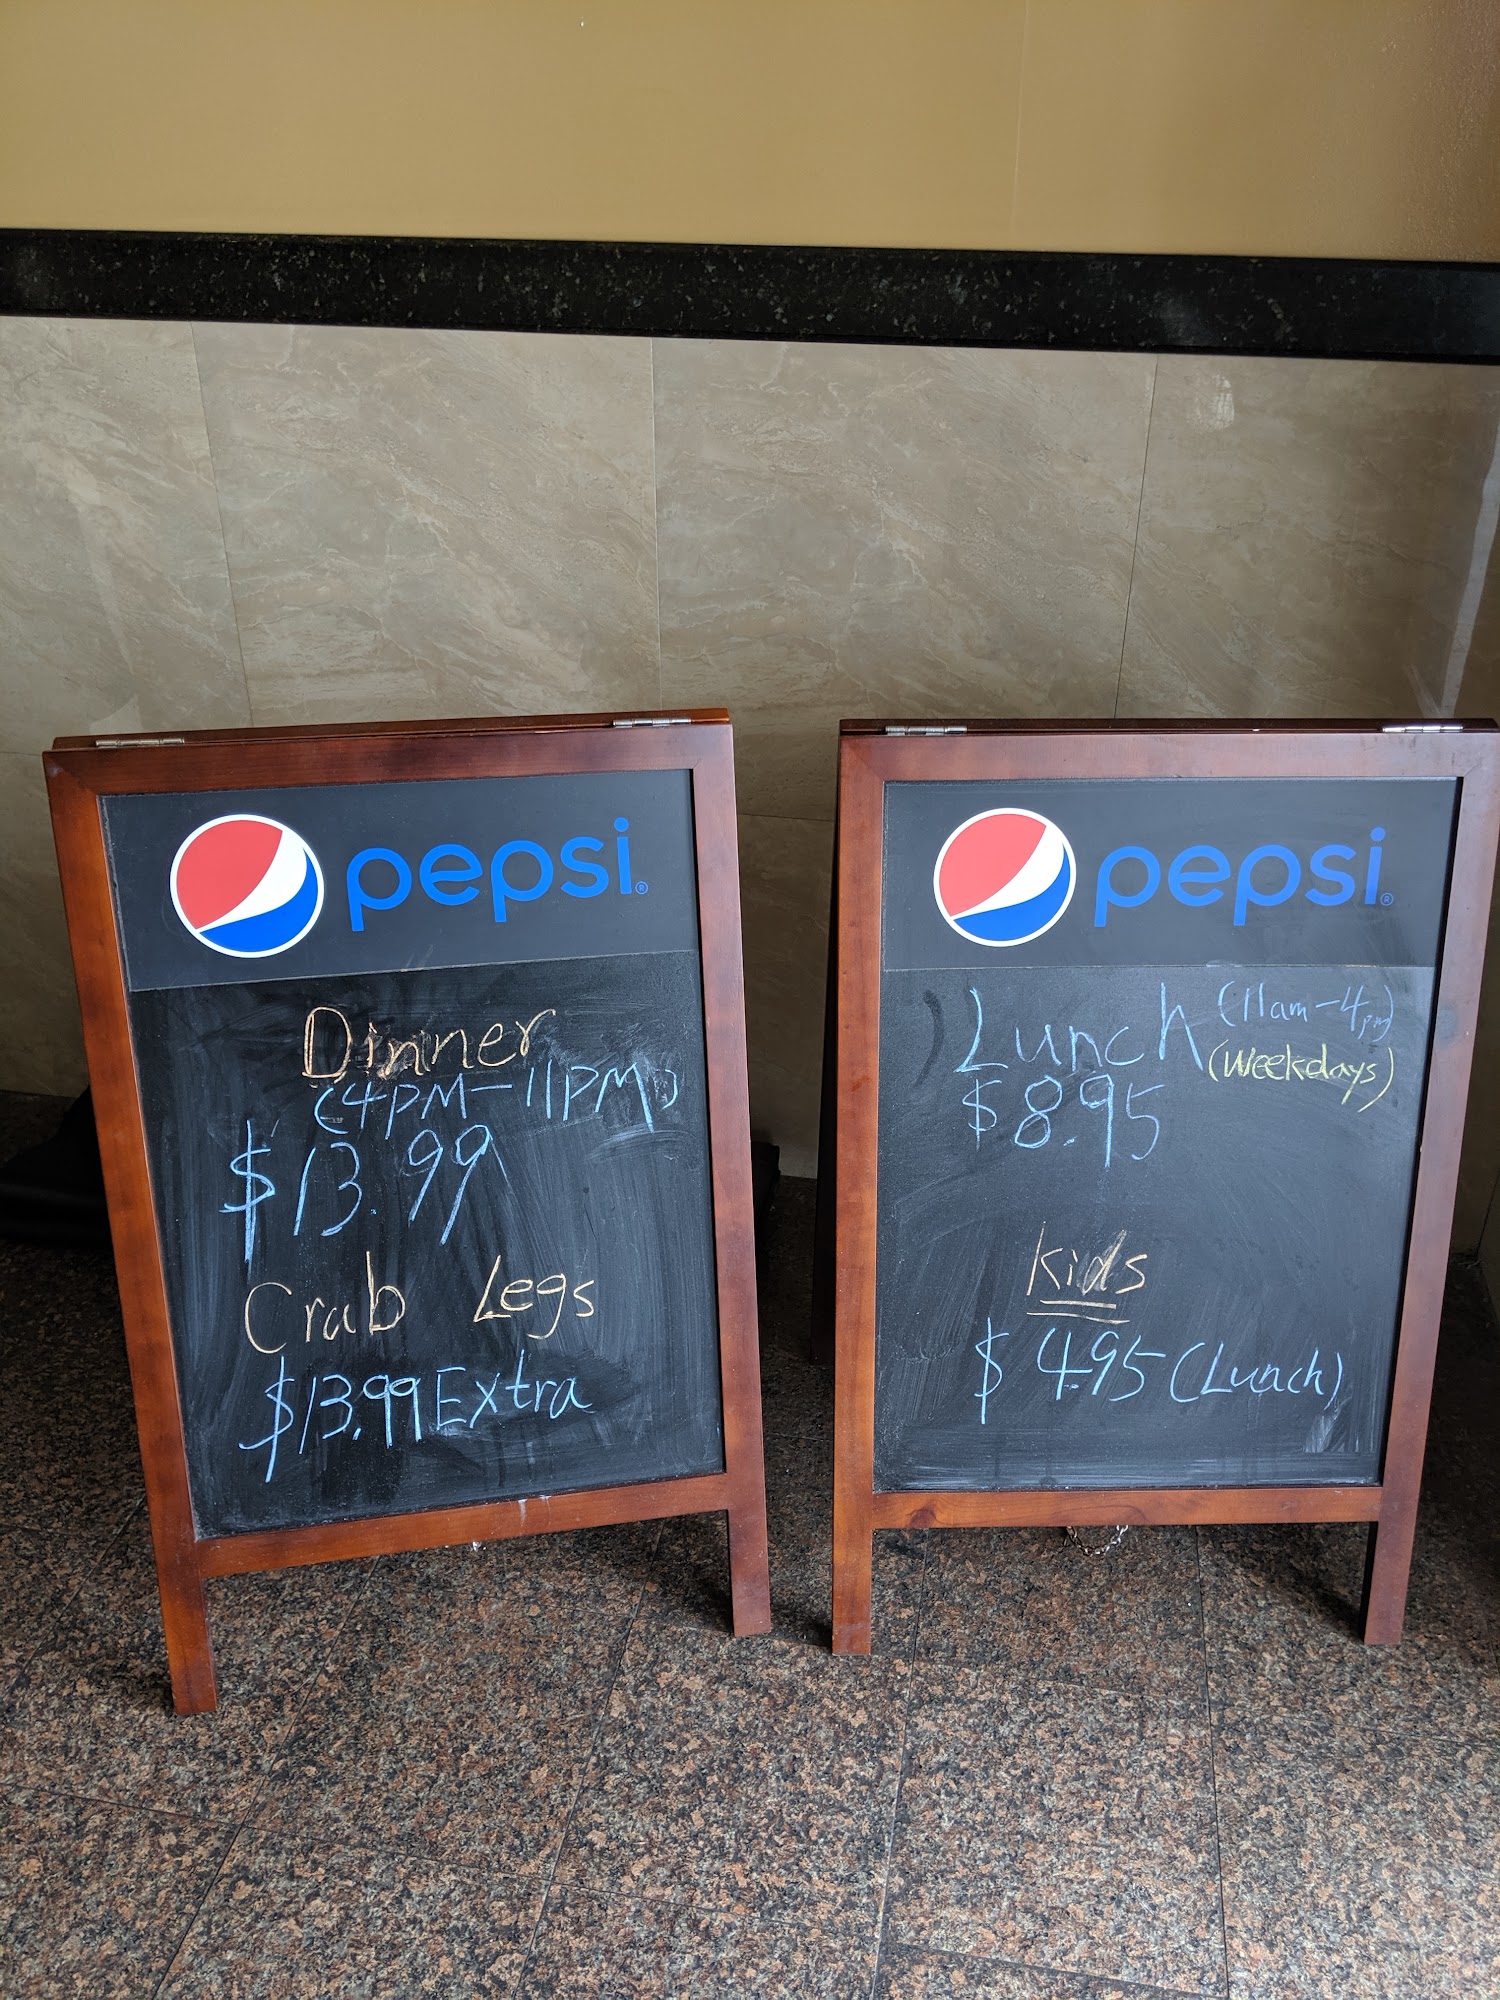 pepsi®
Dinner
(4PM-11PM)
$13.99
Crab Legs
$13.99 Extra
pepsi®
Lunch (11am-4pm)
(Weekdays)
$8.95
Kids
$4.95 (Lunch)